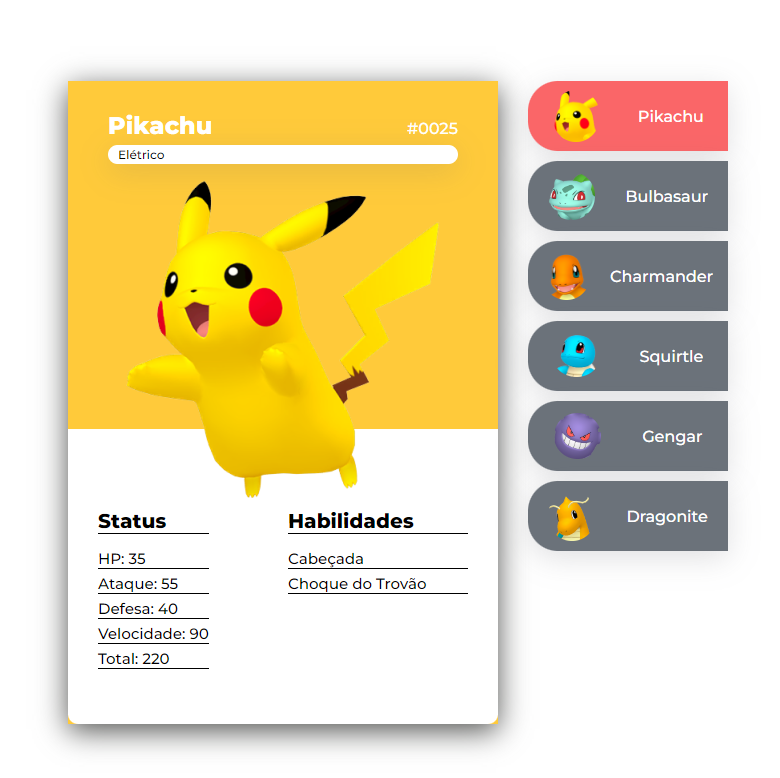 Pikachu
#0025
Elétrico
Status
HP: 35
Ataque: 55
Defesa: 40
Velocidade: 90
Total: 220
Habilidades
Cabeçada
Choque do Trovão
Pikachu
Bulbasaur
Charmander
Squirtle
Gengar
Dragonite